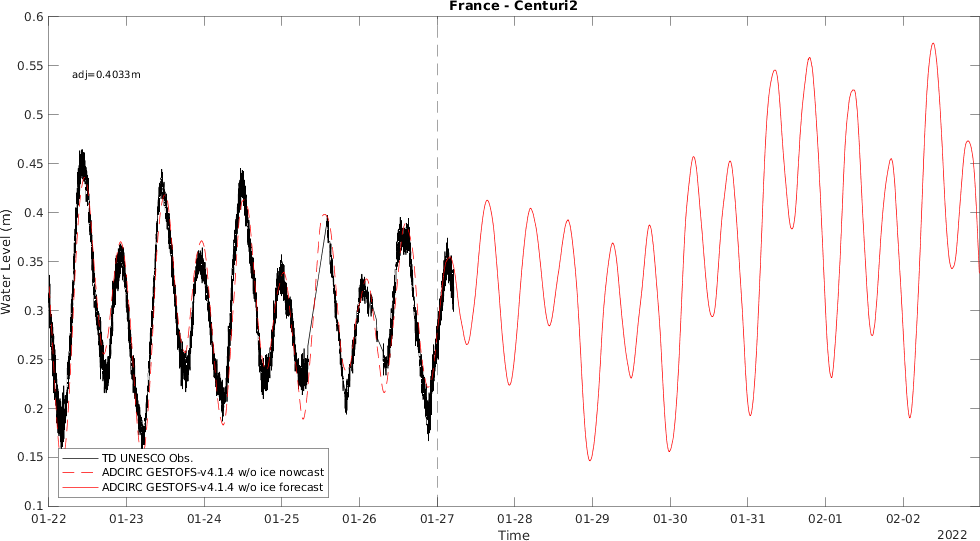 France - Centuri2
0.6
0.55
adj=0.4033m
0.5
0.45
0.4
0.35
0.3
0.25
0.2
0.15
0.1
Water Level (m)
TD UNESCO Obs.
ADCIRC GESTOFS-v4.1.4 w/o ice nowcast
ADCIRC GESTOFS-v4.1.4 w/o ice forecast
01-22 01-23 01-24 01-25 01-26 01-27 01-28 01-29 01-30 01-31 02-01 02-02
Time
2022